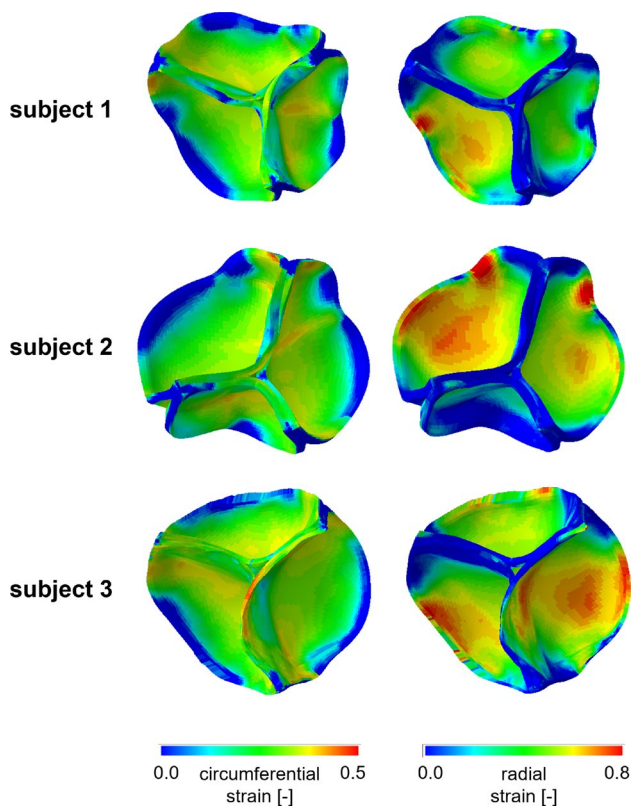 subject 1
subject 2
subject 3
0.0 circumferential 0.5
strain [-]
0.0 radial 0.8
strain [-]